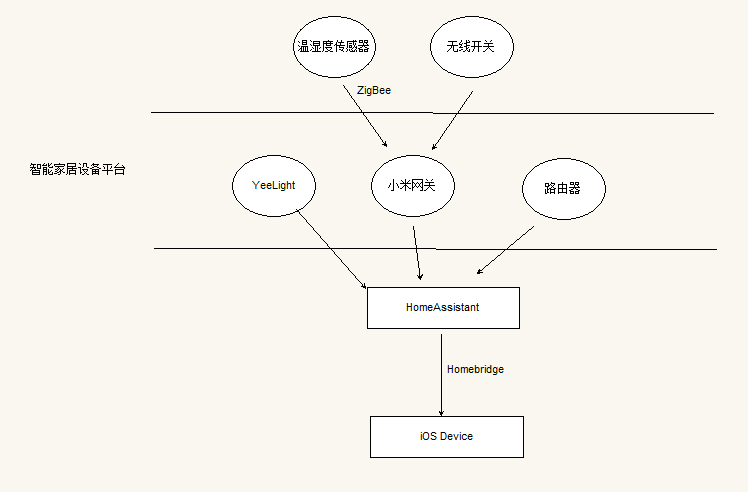 温湿度传感器
无线开关
ZigBee
智能家居设备平台
YeeLight
小米网关
路由器
HomeAssistant
Homebridge
iOS Device